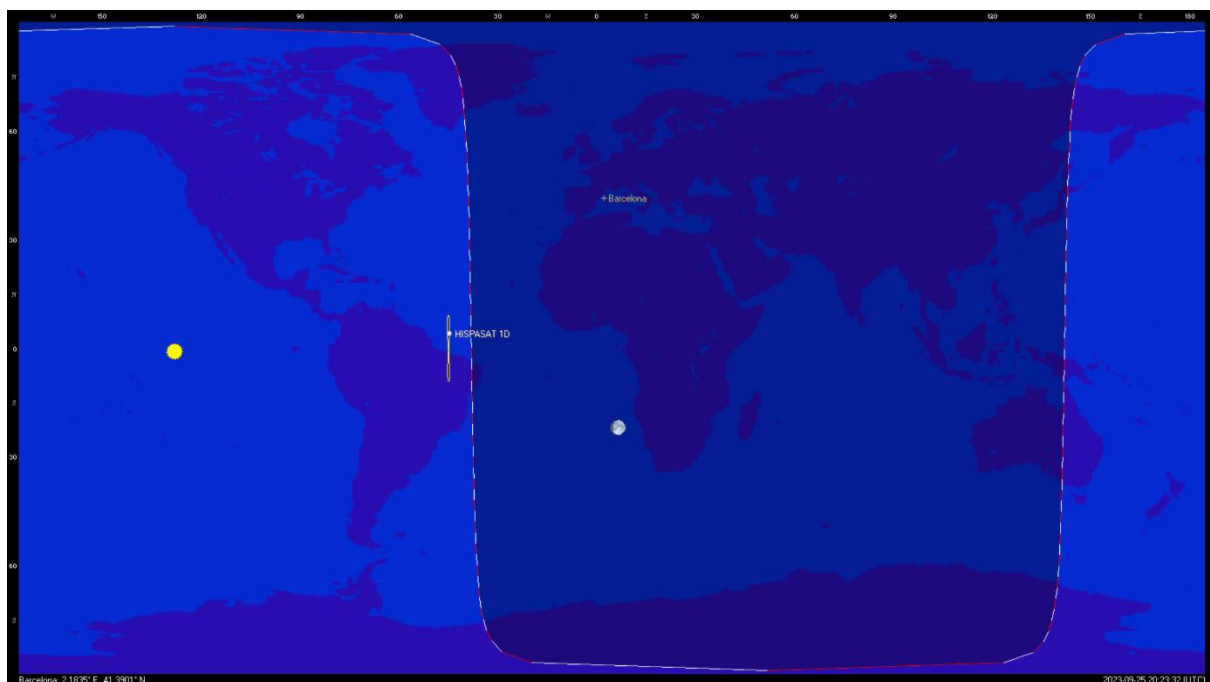 W 150 120 90 60 30 W 0 E 30 60 90 120 150 E 180
N
60
Barcelona
30
N
HISPASAT 1D
0
S
30
60
S
Barcelona: 2.1835° E, 41.3901° N 2023-09-25 20:23:32 (UTC)